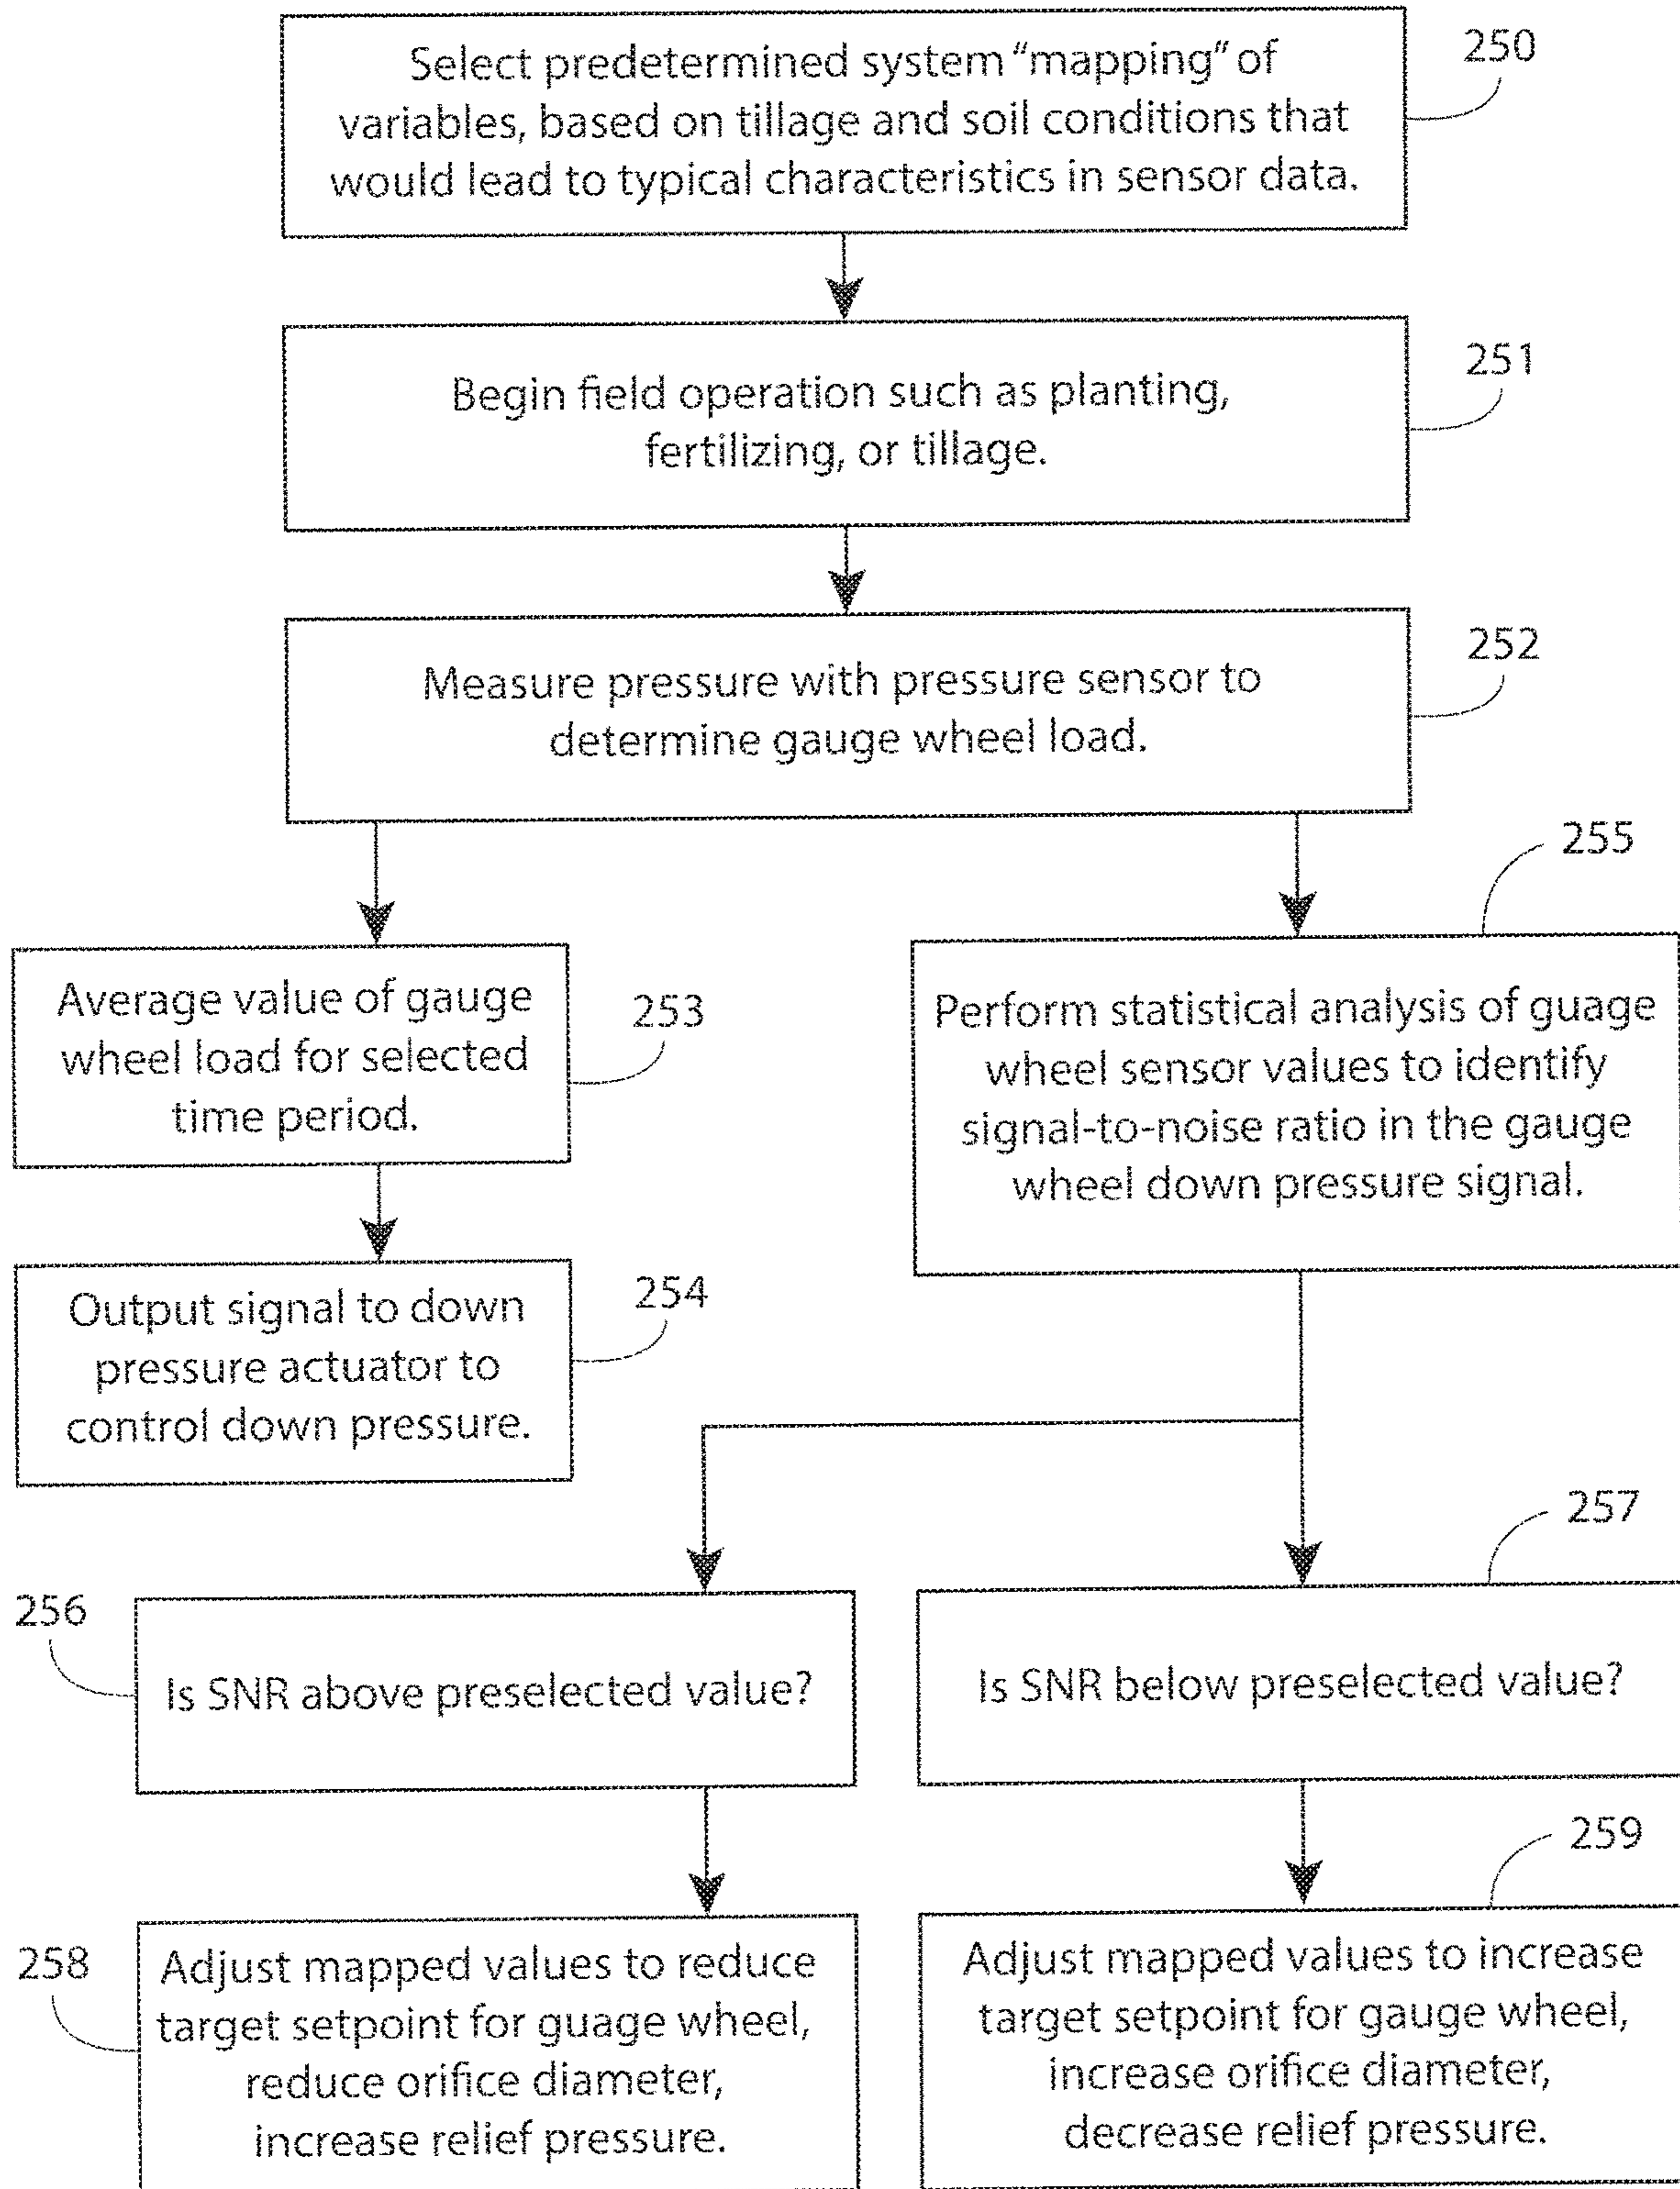 Select predetermined system "mapping" of
variables, based on tillage and soil conditions that
would lead to typical characteristics in sensor data.
250
Begin field operation such as planting,
fertilizing, or tillage.
251
Measure pressure with pressure sensor to
determine gauge wheel load.
252
Average value of gauge
wheel load for selected
time period.
253
Output signal to down
pressure actuator to
control down pressure.
254
255
Perform statistical analysis of guage
wheel sensor values to identify
signal-to-noise ratio in the gauge
wheel down pressure signal.
256
Is SNR above preselected value?
257
Is SNR below preselected value?
258
Adjust mapped values to reduce
target setpoint for guage wheel,
reduce orifice diameter,
increase relief pressure.
259
Adjust mapped values to increase
target setpoint for gauge wheel,
increase orifice diameter,
decrease relief pressure.